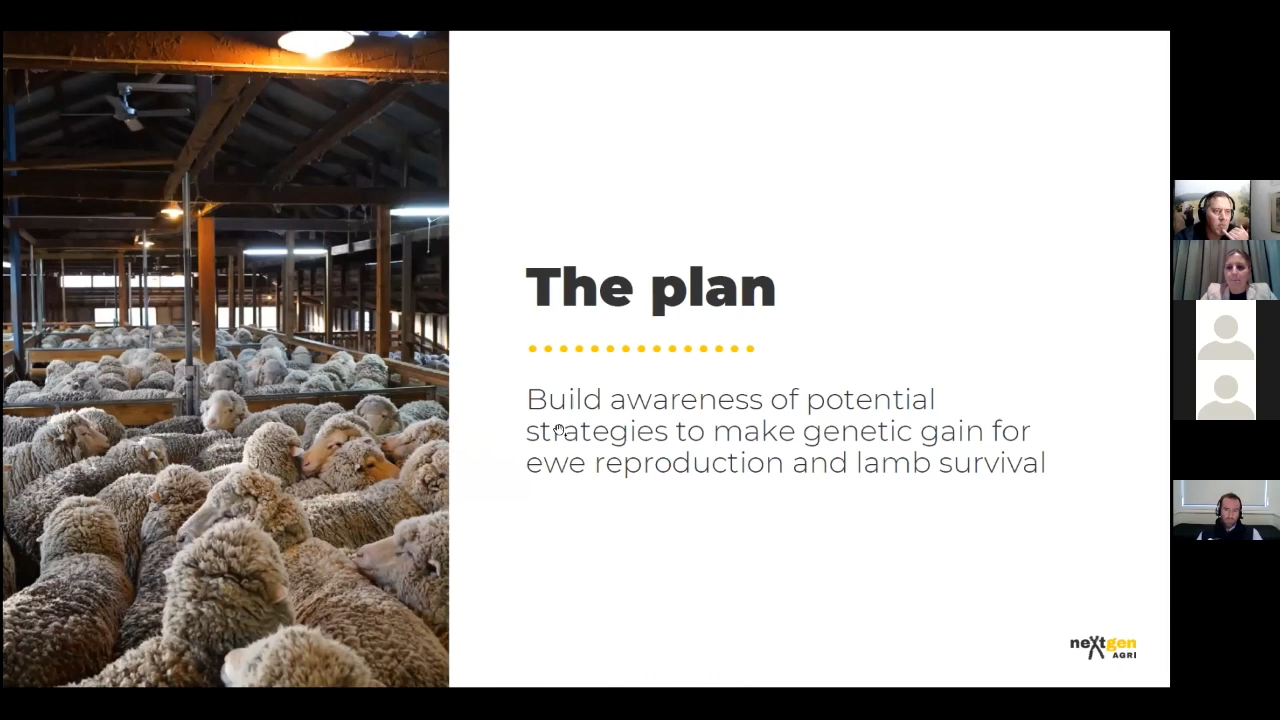 The plan
Build awareness of potential
strategies to make genetic gain for
ewe reproduction and lamb survival
nextgen
AGRI